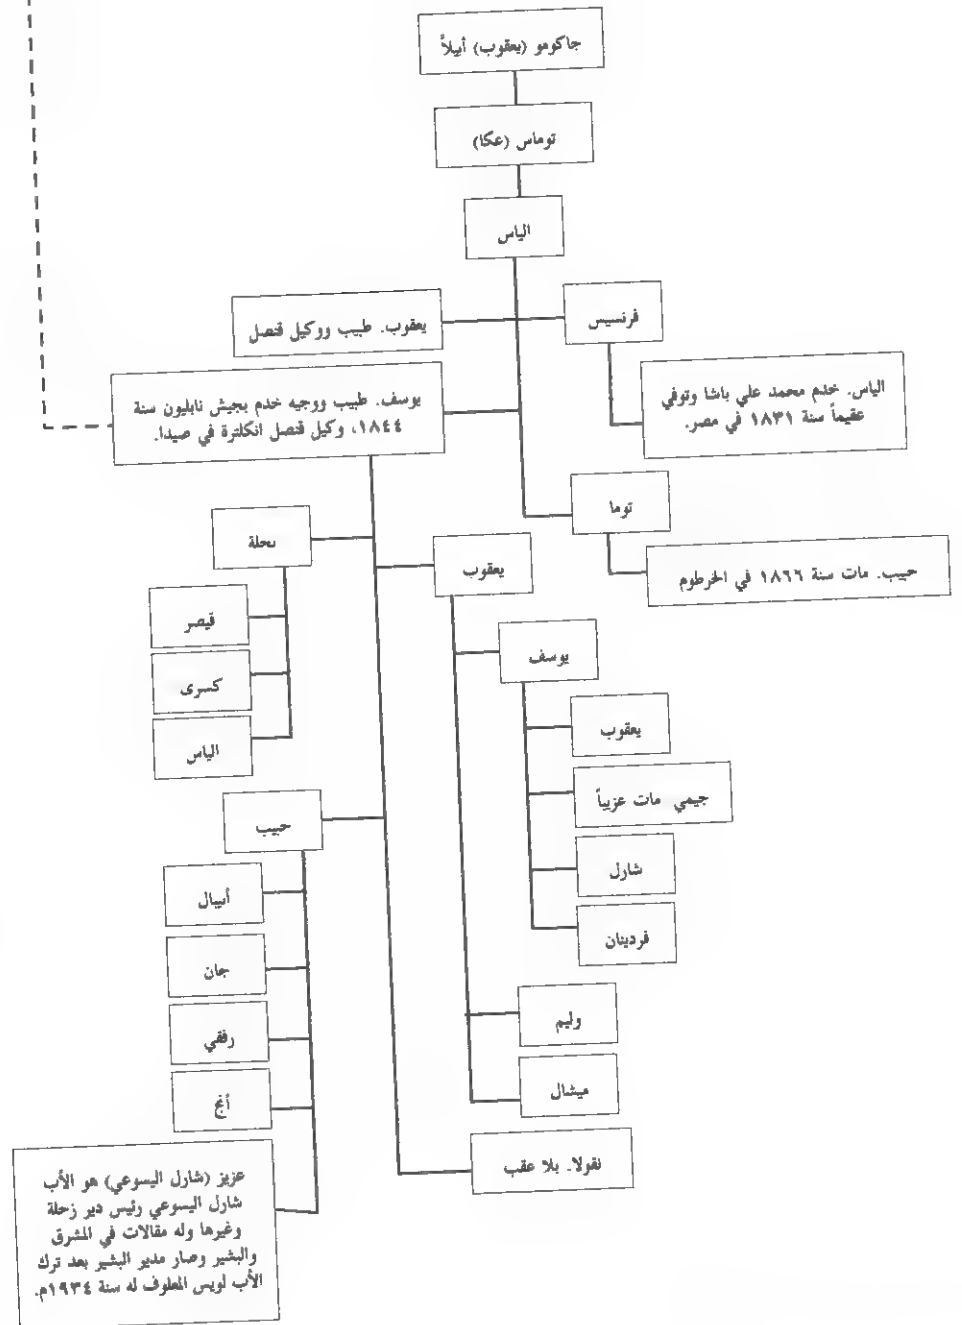 جاكومو (يعقوب) أبيلاً
توماس (عكا)
الياس
فرنسيس
يعقوب. طبيب ووكيل قنصل
الياس. خدم محمد علي باشا وتوفي
عقيماً سنة ١٨٣١ في مصر.
يوسف. طبيب ووجيه خدم بجيش نابليون سنة
١٨٤٤، وكيل قنصل انكلترة في صيدا.
توما
حبيب. مات سنة ١٨٦٦ في الخرطوم
نحلة
يعقوب
قيصر
كسرى
الياس
يوسف
يعقوب
جيمي مات عزيباً
شارل
فردينان
حبيب
أنيبال
جان
رفقي
أنج
عزيز (شارل اليسوعي) هو الأب
شارل اليسوعي رئيس دير زحلة
وغيرها وله مقالات في المشرق
والبشير وصار مدير البشير بعد ترك
الأب لويس المعلوف له سنة ١٩٣٤م.
وليم
ميشال
نقولا. بلا عقب